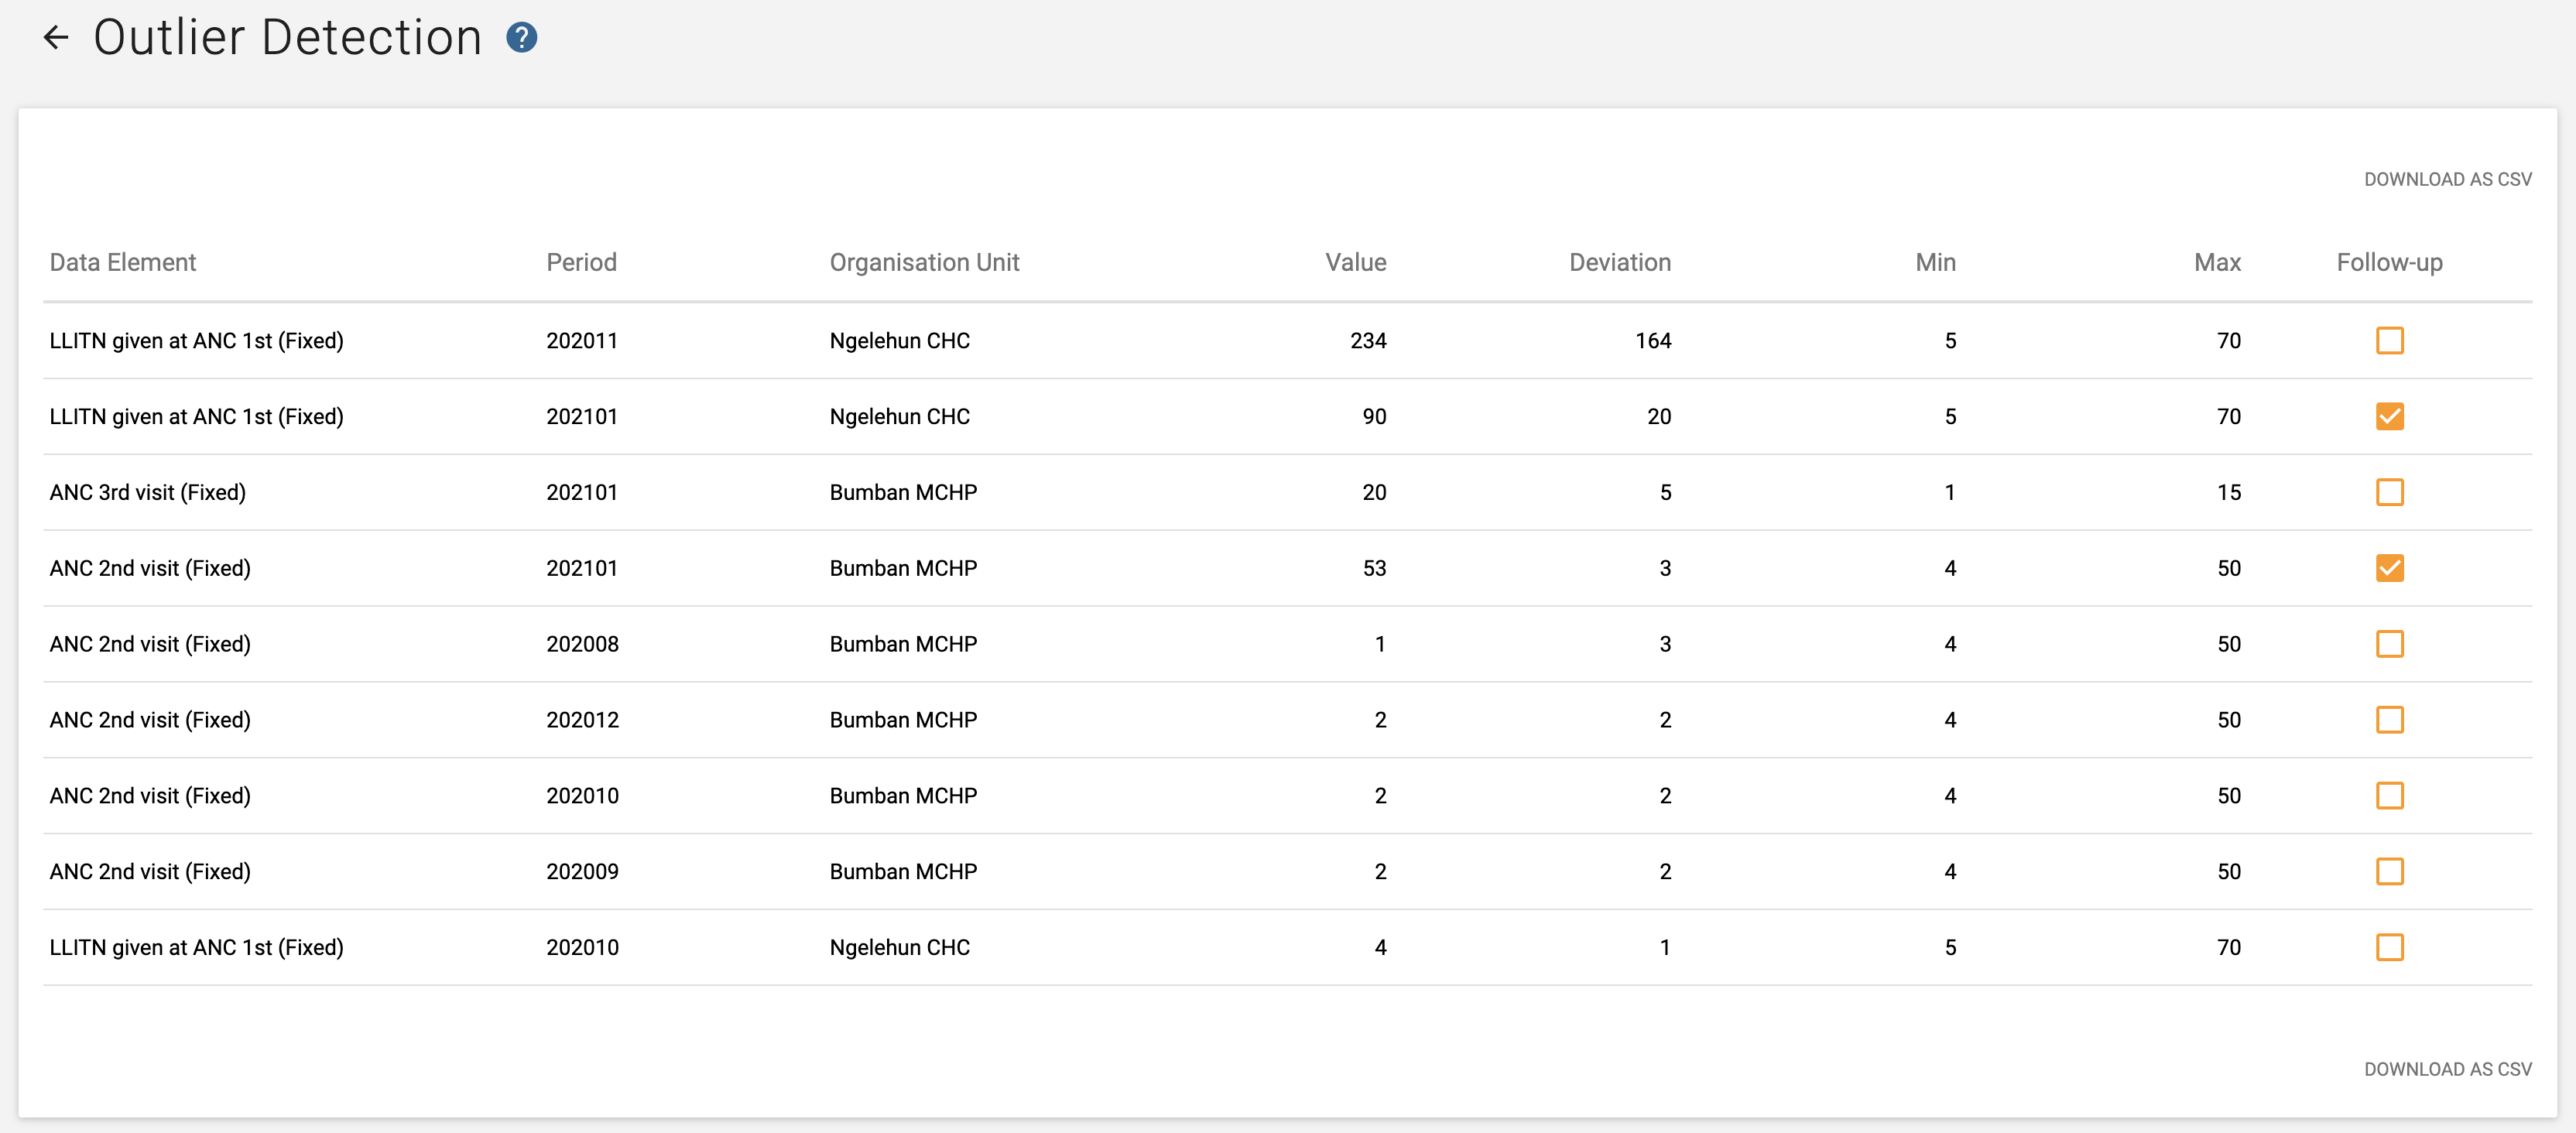 Outlier Detection ?
DOWNLOAD AS CSV
Data Element Period Organisation Unit Value Deviation Min Max Follow-up
LLITN given at ANC 1st (Fixed) 202011 Ngelehun CHC 234 164 5 70
LLITN given at ANC 1st (Fixed) 202101 Ngelehun CHC 90 20 5 70
ANC 3rd visit (Fixed) 202101 Bumban MCHP 20 5 1 15
ANC 2nd visit (Fixed) 202101 Bumban MCHP 53 3 4 50
ANC 2nd visit (Fixed) 202008 Bumban MCHP 1 3 4 50
ANC 2nd visit (Fixed) 202012 Bumban MCHP 2 2 4 50
ANC 2nd visit (Fixed) 202010 Bumban MCHP 2 2 4 50
ANC 2nd visit (Fixed) 202009 Bumban MCHP 2 2 4 50
LLITN given at ANC 1st (Fixed) 202010 Ngelehun CHC 4 1 5 70
DOWNLOAD AS CSV